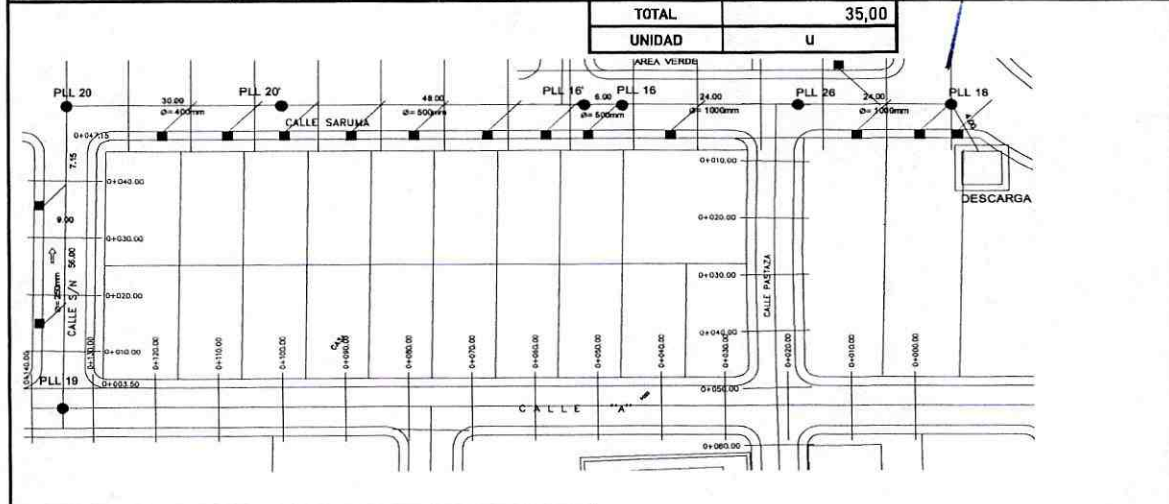 TOTAL 35,00
UNIDAD u
AREA VERDE
PLL 20 PLL 20' PLL 16' PLL 16 PLL 26 PLL 18
30.00 48.00 6.00 24.00 24.00
Ø=400mm Ø=500mm Ø=500mm Ø=1000mm Ø=1000mm
4.00
CALLE SARUMA
0+047.15
7.15
0+010.00
0+040.00
DESCARGA
9.00
0+020.00
0+030.00
CALLE S/N 56.00
Ø=250mm
CALLE PASTAZA
0+030.00
0+020.00
0+040.00
0+010.00
0+140.00 0+130.00 0+120.00 0+110.00 0+100.00 0+090.00 0+080.00 0+070.00 0+060.00 0+050.00 0+040.00 0+030.00 0+020.00 0+010.00 0+000.00
PLL 19
0+003.50
0+050.00
CALLE "A"
0+060.00